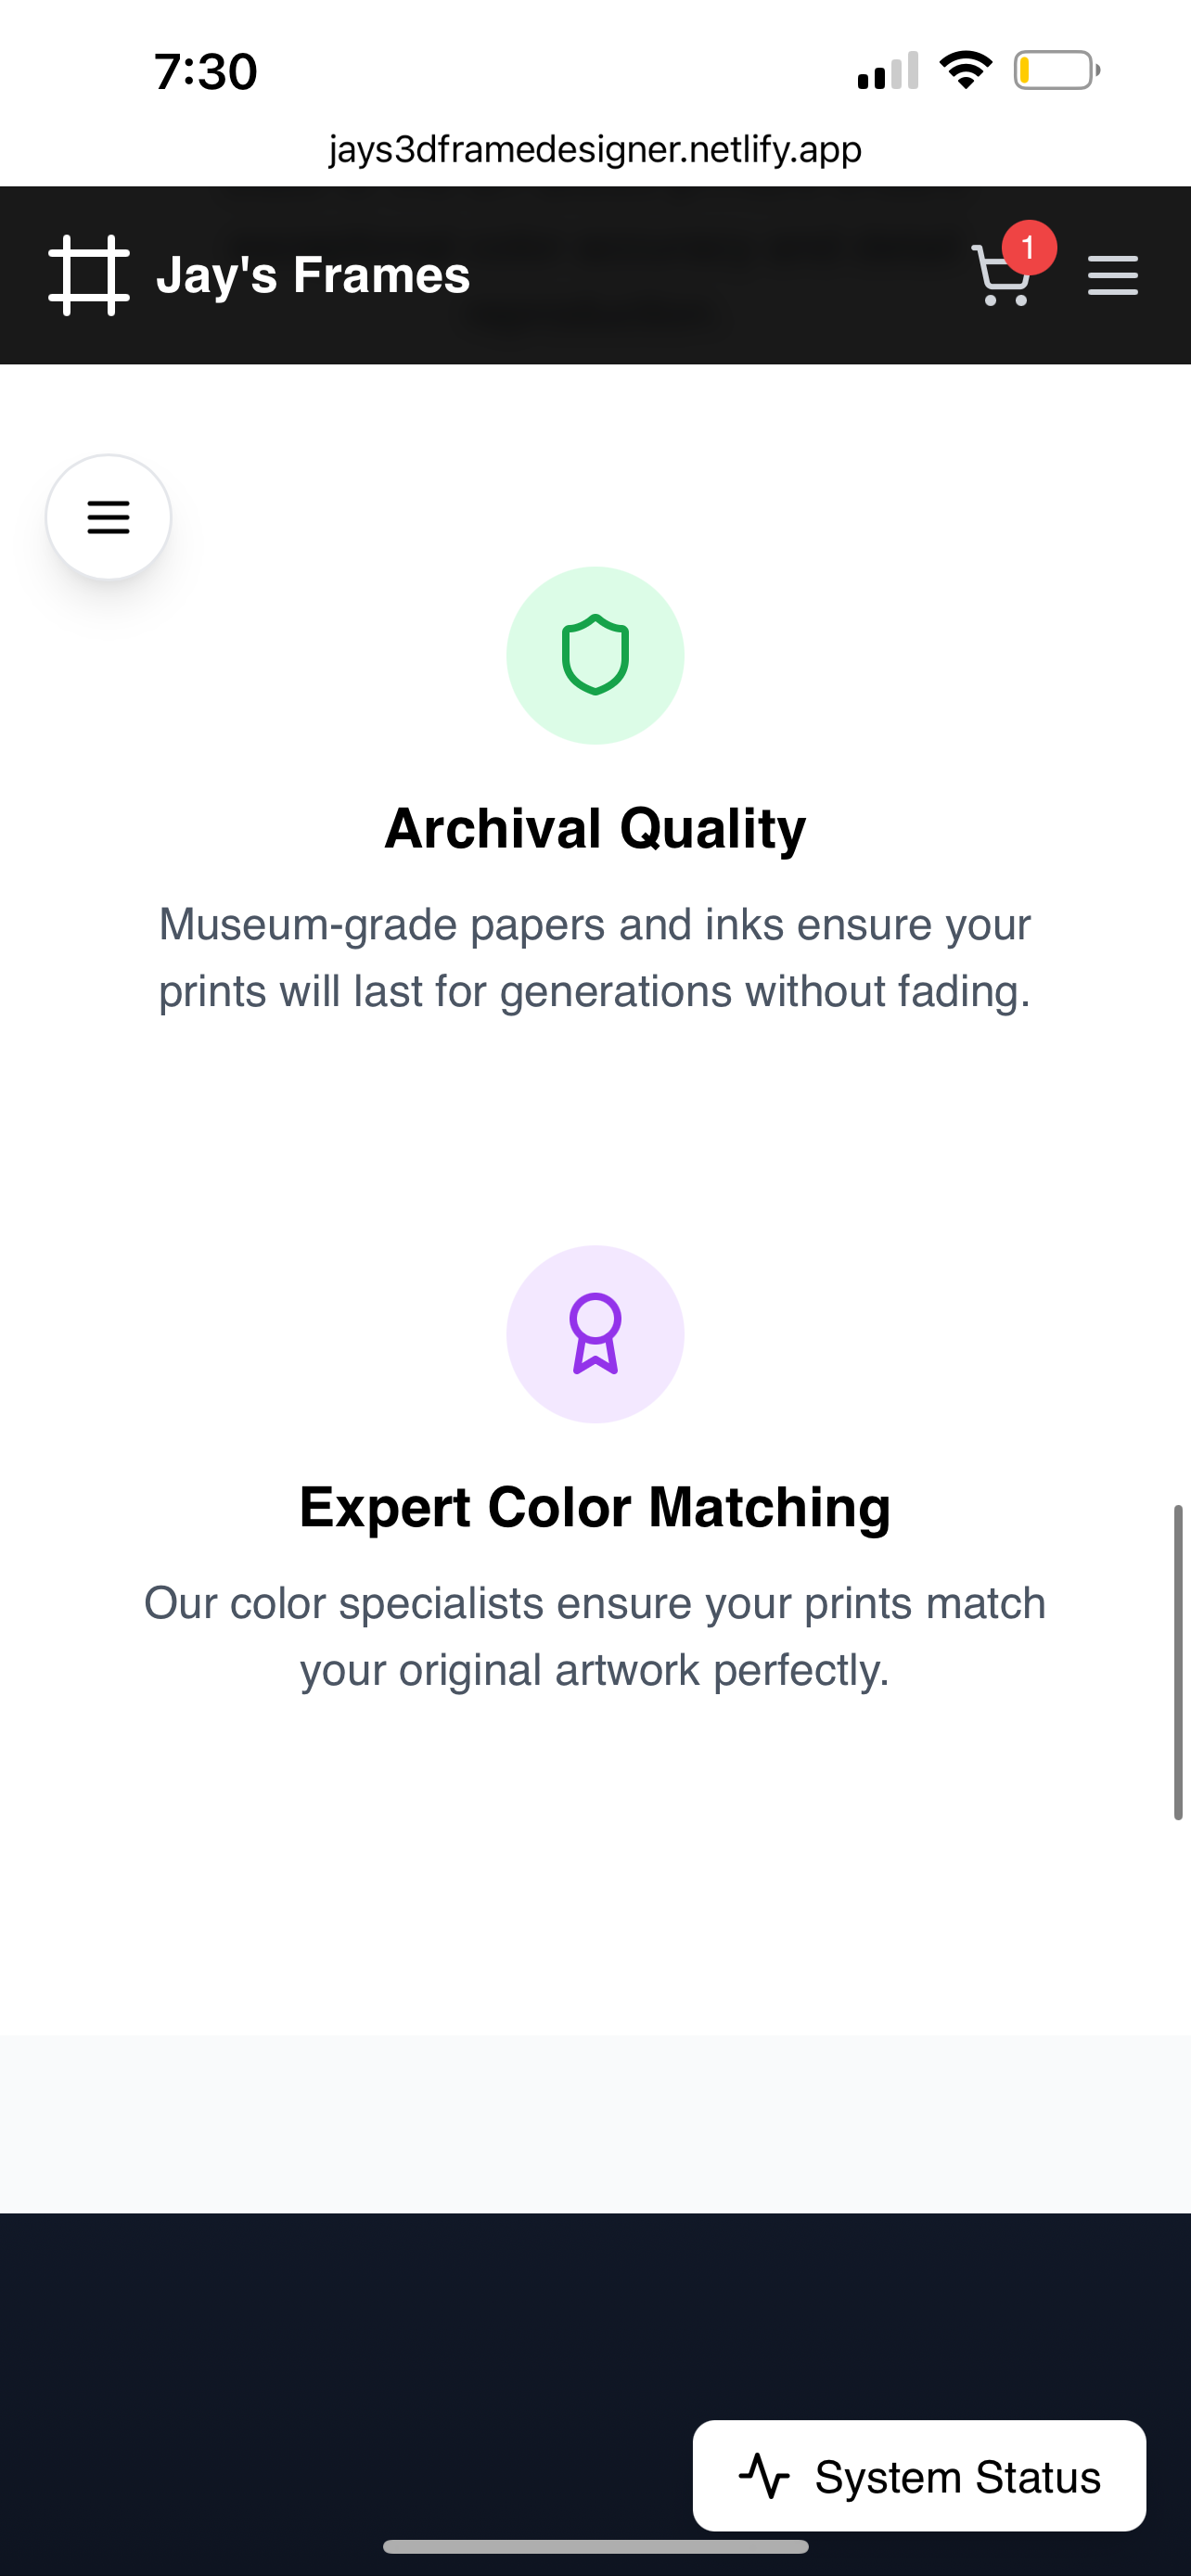 7:30
jays3dframedesigner.netlify.app
Jay's Frames
1
Archival Quality
Museum-grade papers and inks ensure your
prints will last for generations without fading.
Expert Color Matching
Our color specialists ensure your prints match
your original artwork perfectly.
System Status